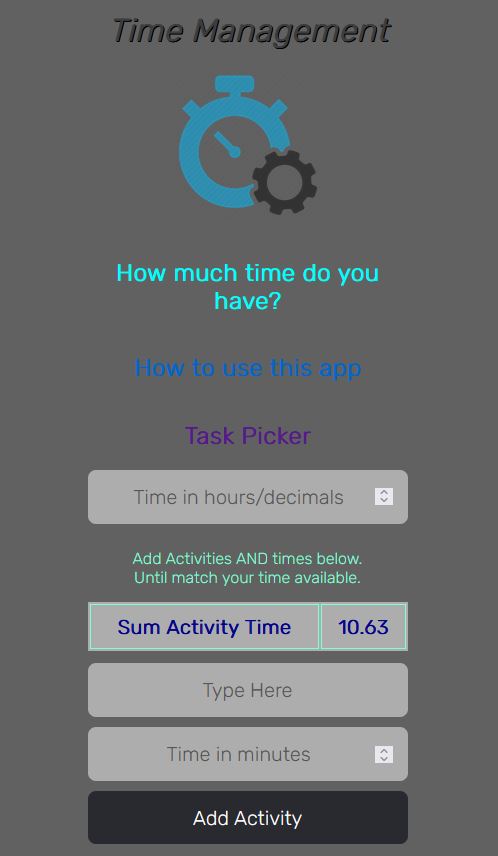 Time Management
How much time do you
have?
How to use this app
Task Picker
Time in hours/decimals
Add Activities AND times below.
Until match your time available.
Sum Activity Time 10.63
Type Here
Time in minutes
Add Activity